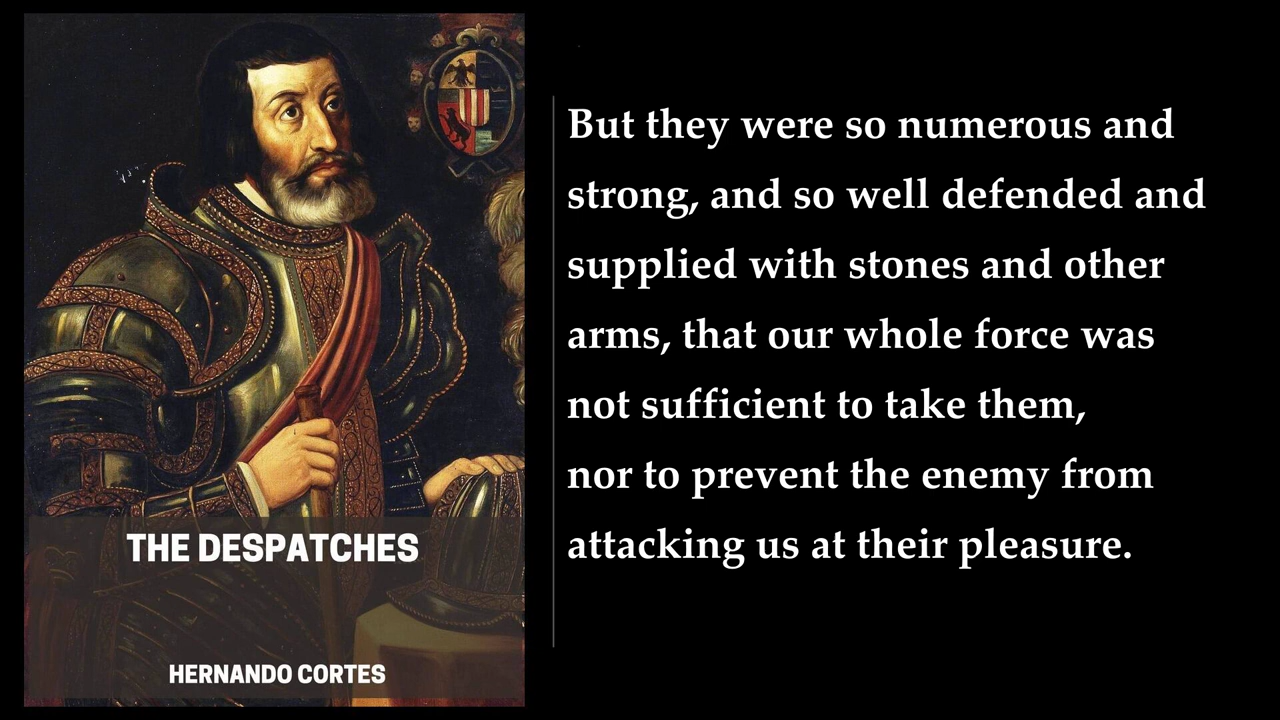 THE DESPATCHES
HERNANDO CORTES
But they were so numerous and
strong, and so well defended and
supplied with stones and other
arms, that our whole force was
not sufficient to take them,
nor to prevent the enemy from
attacking us at their pleasure.